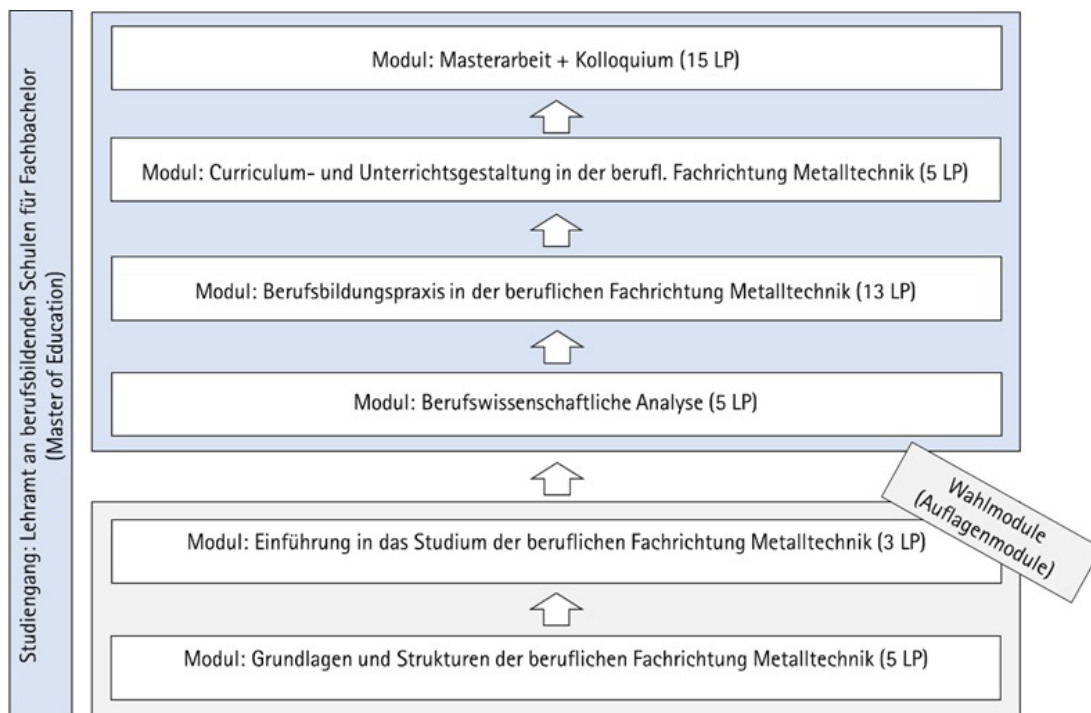 Studiengang: Lehramt an berufsbildenden Schulen für Fachbachelor
(Master of Education)
Modul: Masterarbeit + Kolloquium (15 LP)
Modul: Curriculum- und Unterrichtsgestaltung in der berufl. Fachrichtung Metalltechnik (5 LP)
Modul: Berufsbildungspraxis in der beruflichen Fachrichtung Metalltechnik (13 LP)
Modul: Berufswissenschaftliche Analyse (5 LP)
Wahlmodule
(Auflagenmodule)
Modul: Einführung in das Studium der beruflichen Fachrichtung Metalltechnik (3 LP)
Modul: Grundlagen und Strukturen der beruflichen Fachrichtung Metalltechnik (5 LP)